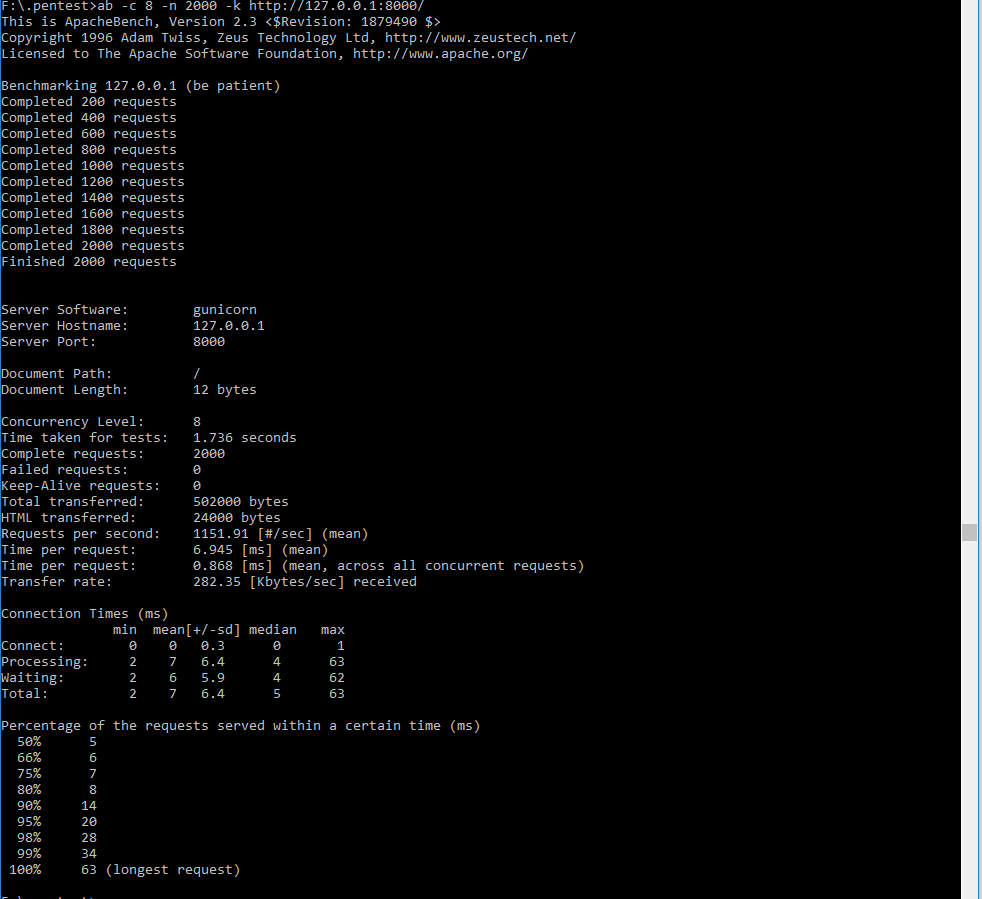 F:\.pentest>ab -c 8 -n 2000 -k http://127.0.0.1:8000/
This is ApacheBench, Version 2.3 <$Revision: 1879490 $>
Copyright 1996 Adam Twiss, Zeus Technology Ltd, http://www.zeustech.net/
Licensed to The Apache Software Foundation, http://www.apache.org/

Benchmarking 127.0.0.1 (be patient)
Completed 200 requests
Completed 400 requests
Completed 600 requests
Completed 800 requests
Completed 1000 requests
Completed 1200 requests
Completed 1400 requests
Completed 1600 requests
Completed 1800 requests
Completed 2000 requests
Finished 2000 requests

Server Software:        gunicorn
Server Hostname:        127.0.0.1
Server Port:            8000

Document Path:          /
Document Length:        12 bytes

Concurrency Level:      8
Time taken for tests:   1.736 seconds
Complete requests:      2000
Failed requests:        0
Keep-Alive requests:    0
Total transferred:      502000 bytes
HTML transferred:       24000 bytes
Requests per second:    1151.91 [#/sec] (mean)
Time per request:       6.945 [ms] (mean)
Time per request:       0.868 [ms] (mean, across all concurrent requests)
Transfer rate:          282.35 [Kbytes/sec] received

Connection Times (ms)
              min  mean[+/-sd] median   max
Connect:        0    0   0.3      0       1
Processing:     2    7   6.4      4      63
Waiting:        2    6   5.9      4      62
Total:          2    7   6.4      5      63

Percentage of the requests served within a certain time (ms)
  50%      5
  66%      6
  75%      7
  80%      8
  90%     14
  95%     20
  98%     28
  99%     34
 100%     63 (longest request)